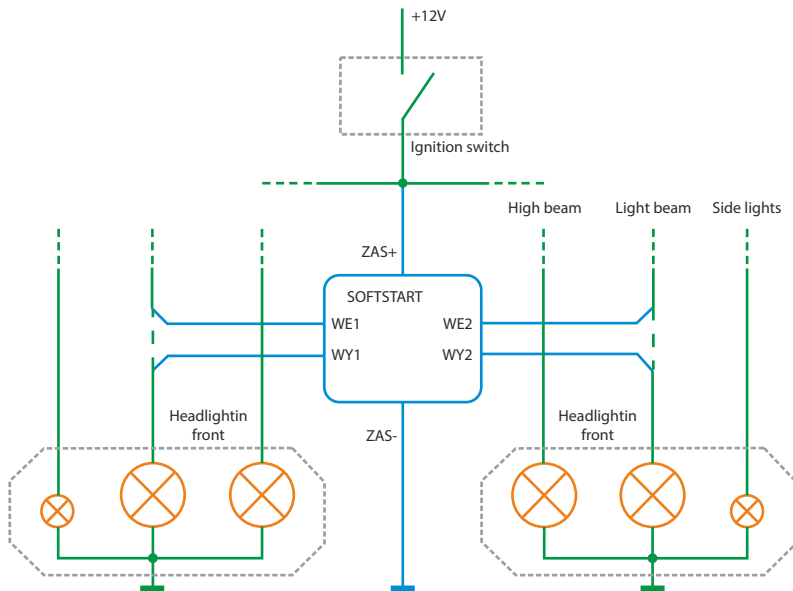 +12V
Ignition switch
High beam
Light beam
Side lights
ZAS+
SOFTSTART
WE1
WE2
WY1
WY2
Headlightin
front
ZAS-
Headlightin
front